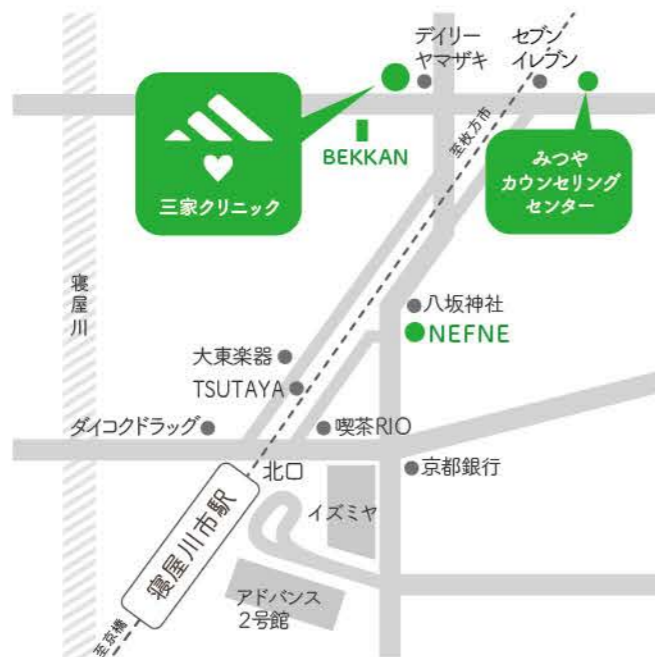 デイリー
ヤマザキ
セブン
イレブン
三家クリニック
BEKKAN
至枚方市
みつや
カウンセリング
センター
寝屋川
八坂神社
NEFNE
大東楽器
TSUTAYA
ダイコクドラッグ
喫茶RIO
北口
京都銀行
イズミヤ
寝屋川市駅
アドバンス
2号館
至京橋